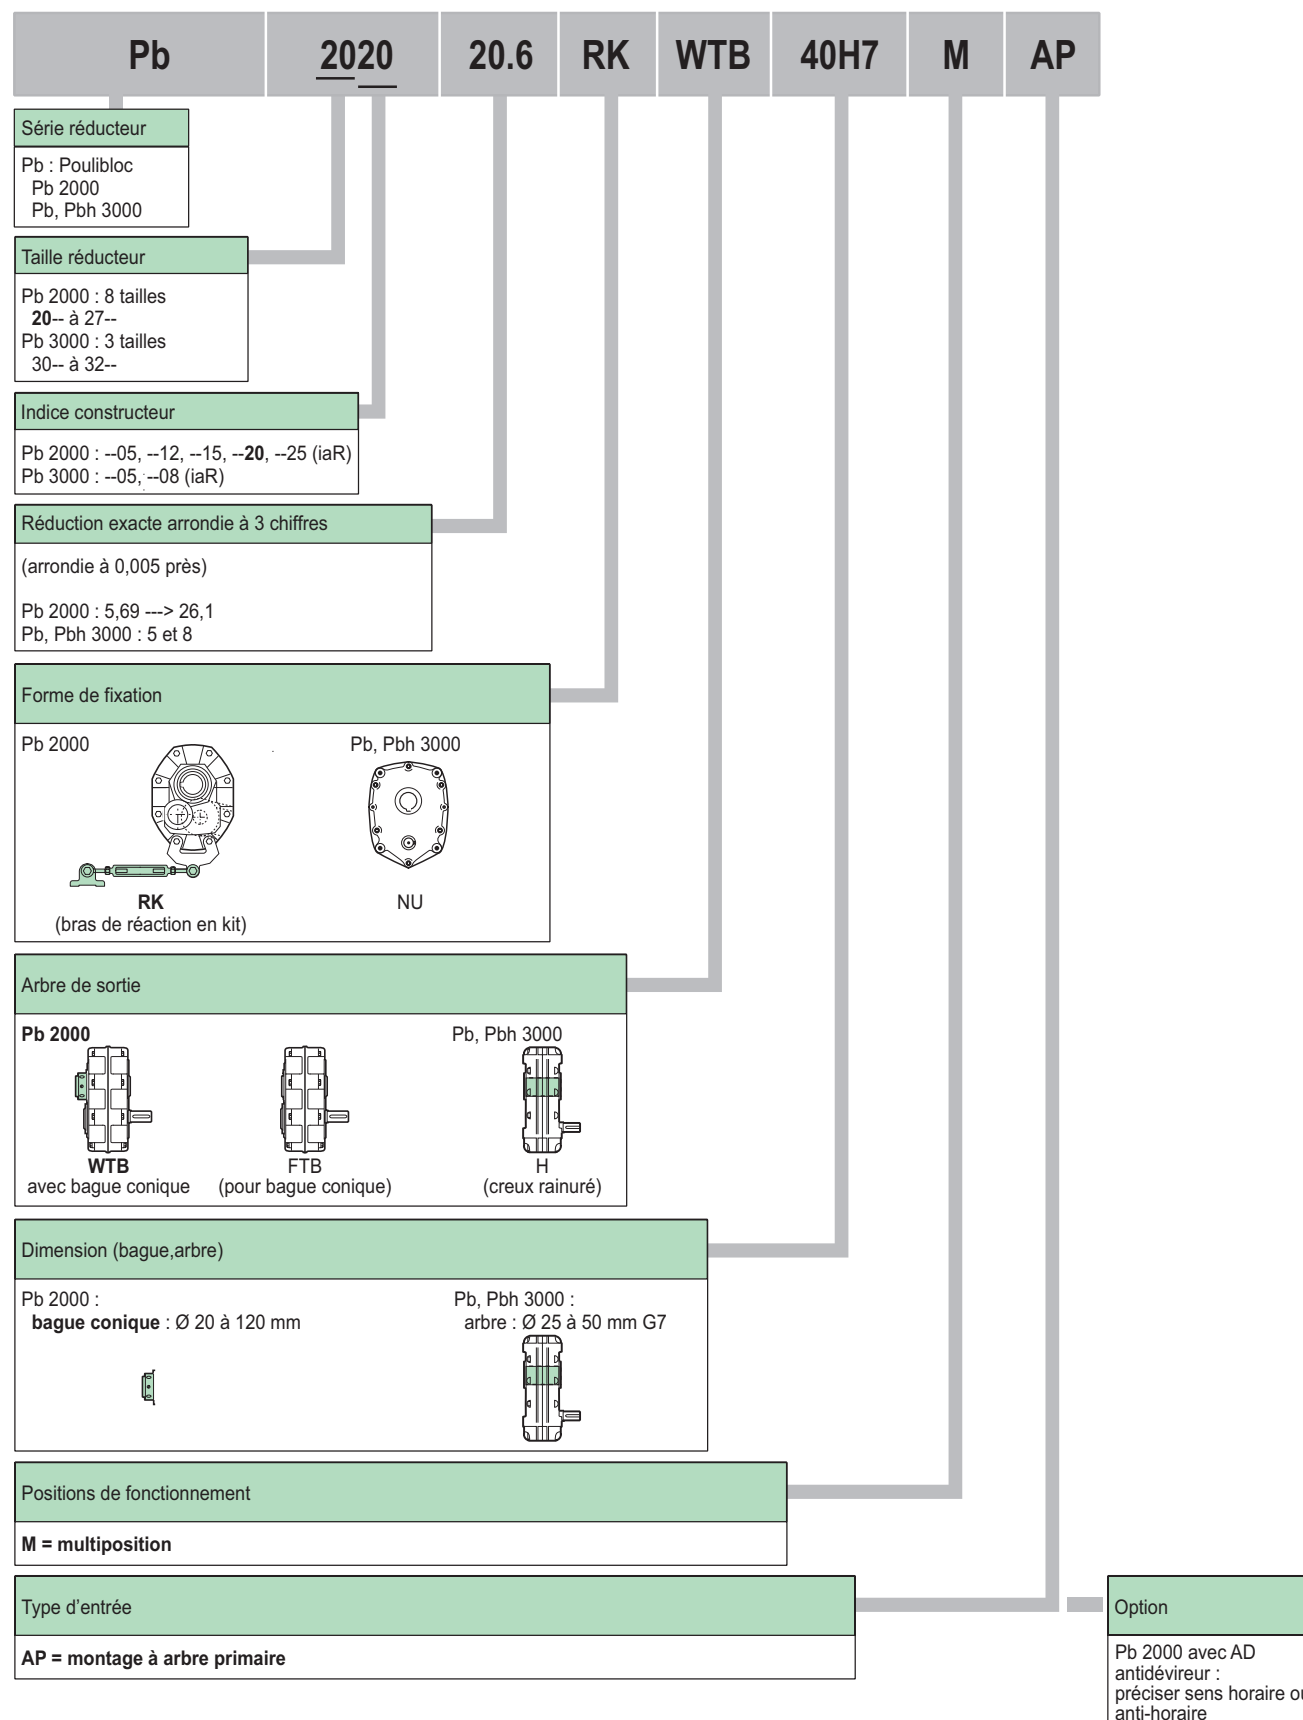 Pb 2020 20.6 RK WTB 40H7 M AP
Série réducteur
Pb : Poulibloc
Pb 2000
Pb, Pbh 3000
Taille réducteur
Pb 2000 : 8 tailles
20-- à 27--
Pb 3000 : 3 tailles
30-- à 32--
Indice constructeur
Pb 2000 : --05, --12, --15, --20, --25 (iaR)
Pb 3000 : --05, --08 (iaR)
Réduction exacte arrondie à 3 chiffres
(arrondie à 0,005 près)
Pb 2000 : 5,69 ---> 26,1
Pb, Pbh 3000 : 5 et 8
Forme de fixation
Pb 2000 Pb, Pbh 3000
RK NU
(bras de réaction en kit)
Arbre de sortie
Pb 2000 Pb, Pbh 3000
WTB FTB H
avec bague conique (pour bague conique) (creux rainuré)
Dimension (bague,arbre)
Pb 2000 : Pb, Pbh 3000 :
bague conique : Ø 20 à 120 mm arbre : Ø 25 à 50 mm G7
Positions de fonctionnement
M = multiposition
Type d'entrée
AP = montage à arbre primaire
Option
Pb 2000 avec AD
antidévireur :
préciser sens horaire ou
anti-horaire